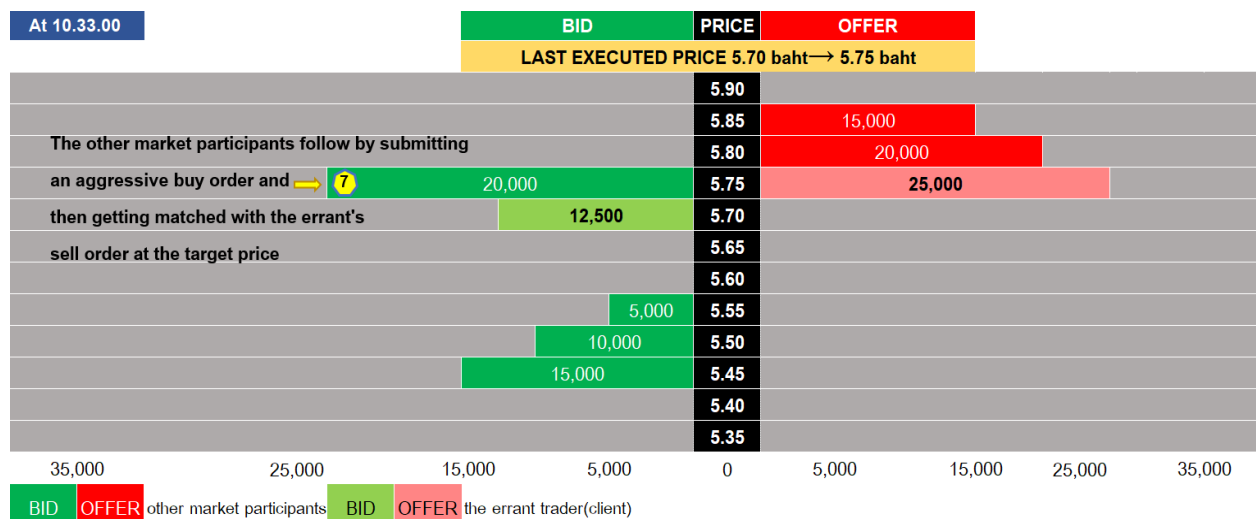 At 10.33.00
BID PRICE OFFER
LAST EXECUTED PRICE 5.70 baht→ 5.75 baht
5.90
5.85 15,000
The other market participants follow by submitting
5.80 20,000
an aggressive buy order and 7 20,000 5.75 25,000
then getting matched with the errant's 12,500 5.70
5.65
sell order at the target price
5.60
5,000 5.55
10,000 5.50
15,000 5.45
5.40
5.35
35,000 25,000 15,000 5,000 0 5,000 15,000 25,000 35,000
BID OFFER other market participants BID OFFER the errant trader(client)